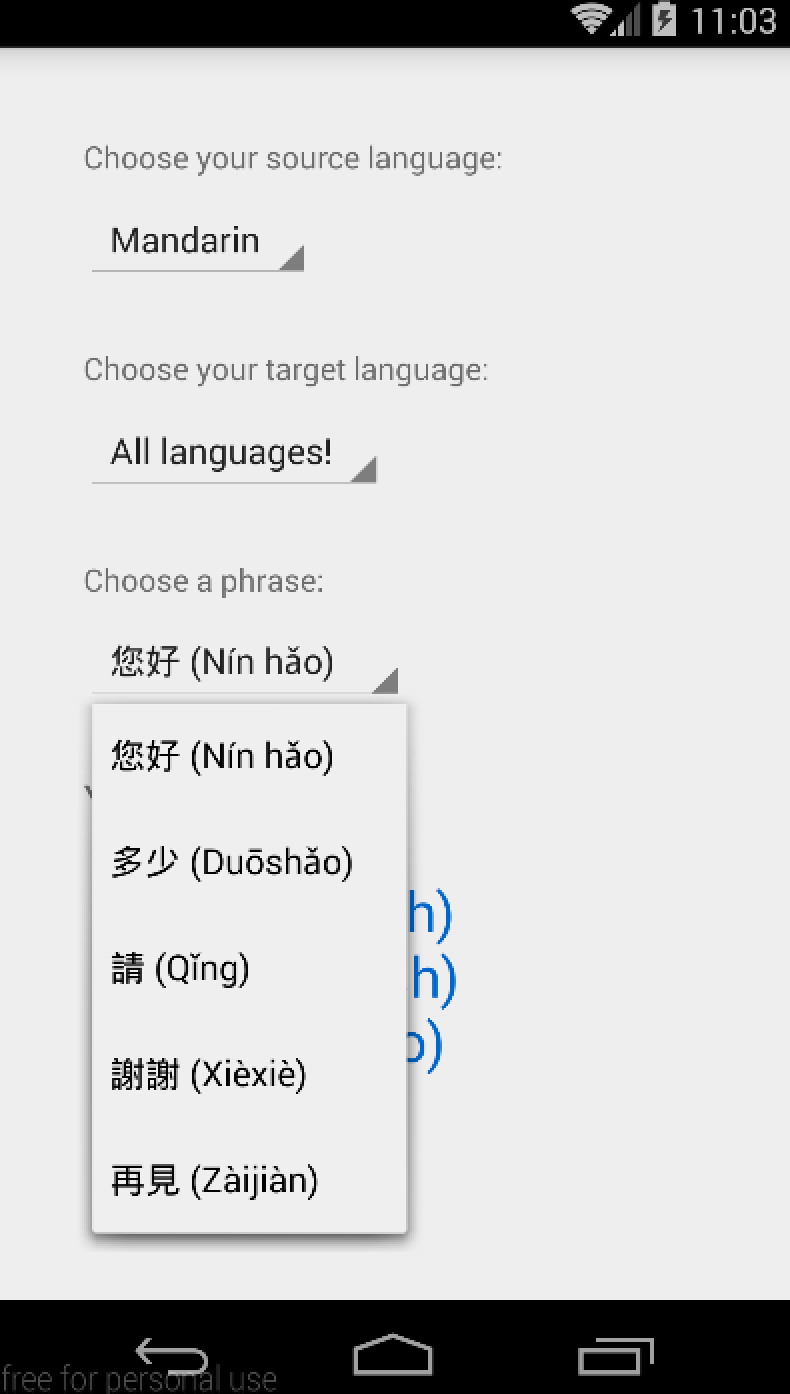 11:03
Choose your source language:
Mandarin
Choose your target language:
All languages!
Choose a phrase:
您好 (Nín hǎo)
您好 (Nín hǎo)
多少 (Duōshǎo)
h)
請 (Qǐng)
h)
o)
謝謝 (Xièxiè)
再見 (Zàijiàn)
free for personal use